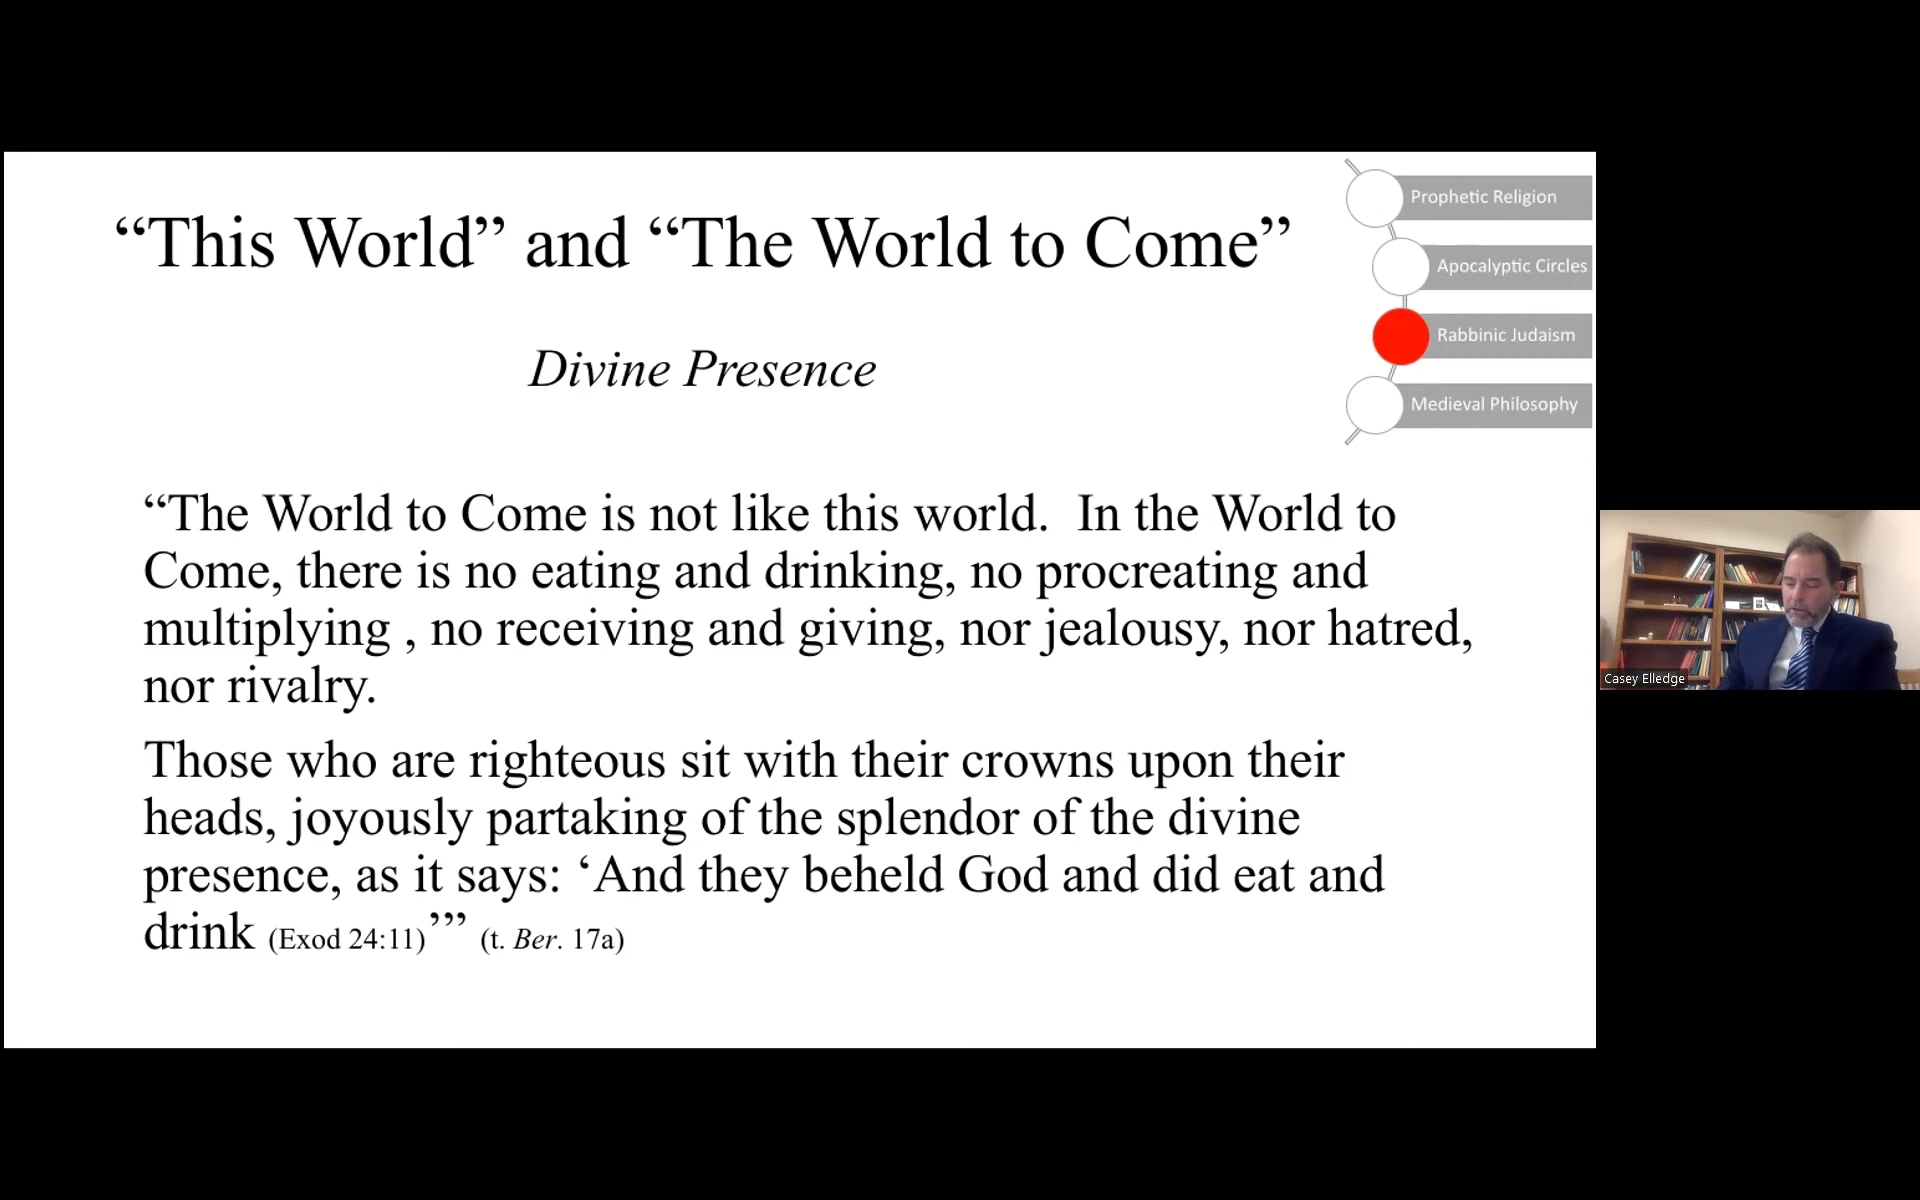 “This World” and “The World to Come”
Divine Presence
Prophetic Religion
Apocalyptic Circles
Rabbinic Judaism
Medieval Philosophy
“The World to Come is not like this world.  In the World to
Come, there is no eating and drinking, no procreating and
multiplying , no receiving and giving, nor jealousy, nor hatred,
nor rivalry.
Those who are righteous sit with their crowns upon their
heads, joyously partaking of the splendor of the divine
presence, as it says: ‘And they beheld God and did eat and
drink (Exod 24:11)’” (t. Ber. 17a)
Casey Elledge